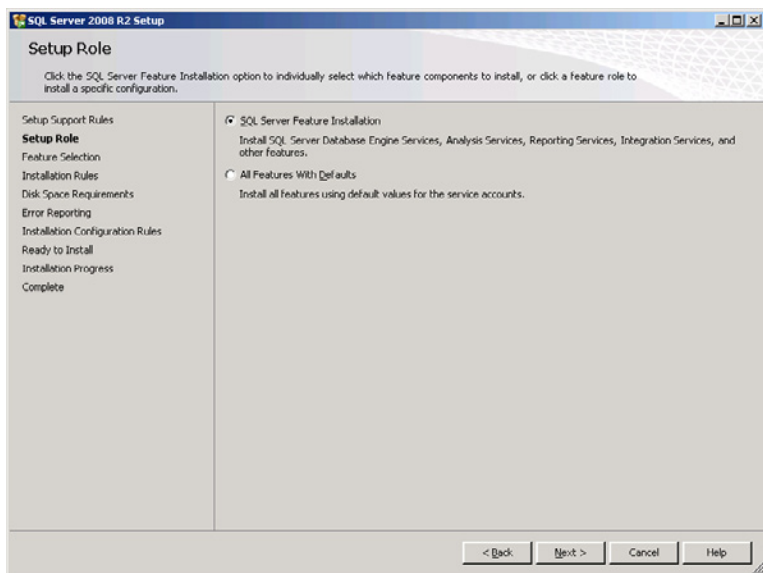 SQL Server 2008 R2 Setup
Setup Role
Click the SQL Server Feature Installation option to individually select which feature components to install, or click a feature role to
install a specific configuration.
Setup Support Rules
Setup Role
Feature Selection
Installation Rules
Disk Space Requirements
Error Reporting
Installation Configuration Rules
Ready to Install
Installation Progress
Complete
SQL Server Feature Installation
Install SQL Server Database Engine Services, Analysis Services, Reporting Services, Integration Services, and
other features.
All Features With Defaults
Install all features using default values for the service accounts.
< Back
Next >
Cancel
Help